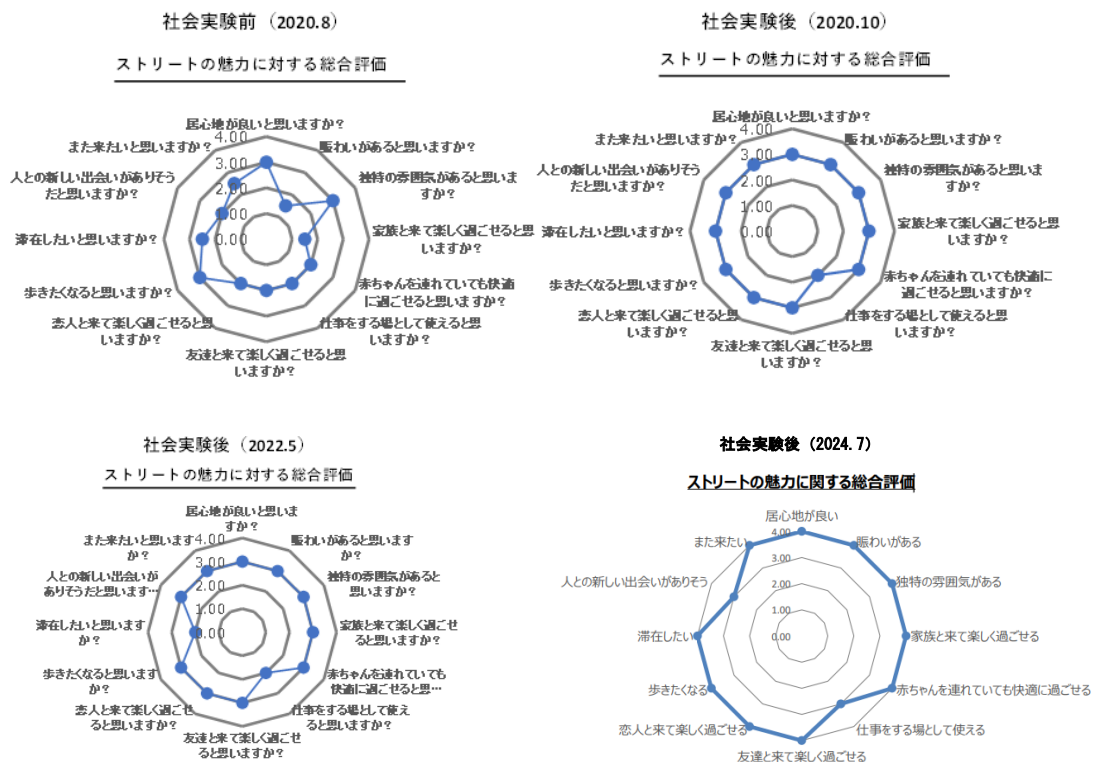 社会実験前（2020.8）
ストリートの魅力に対する総合評価
居心地が良いと思いますか？
賑わいがあると思いますか？
独特の雰囲気があると思いま
すか？
家族と来て楽しく過ごせると思
いますか？
赤ちゃんを連れていても快適
に過ごせると思いますか？
仕事をする場として使えると思
いますか？
友達と来て楽しく過ごせると思
いますか？
恋人と来て楽しく過ごせると思
いますか？
歩きたくなると思いますか？
滞在したいと思いますか？
人との新しい出会いがありそう
だと思いますか？
また来たいと思いますか？
4.00
3.00
2.00
1.00
0.00
社会実験後（2020.10）
ストリートの魅力に対する総合評価
居心地が良いと思いますか？
賑わいがあると思いますか？
独特の雰囲気があると思いま
すか？
家族と来て楽しく過ごせると思
いますか？
赤ちゃんを連れていても快適に
過ごせると思いますか？
仕事をする場として使えると思
いますか？
友達と来て楽しく過ごせると思
いますか？
恋人と来て楽しく過ごせると思
いますか？
歩きたくなると思いますか？
滞在したいと思いますか？
人との新しい出会いがありそ
うだと思いますか？
また来たいと思いますか？
4.00
3.00
2.00
1.00
0.00
社会実験後（2022.5）
ストリートの魅力に対する総合評価
居心地が良いと思いま
すか？
賑わいがあると思いま
すか？
独特の雰囲気があると
思いますか？
家族と来て楽しく過ごせ
ると思いますか？
赤ちゃんを連れていても
快適に過ごせると思…
仕事をする場として使え
ると思いますか？
友達と来て楽しく過ごせ
ると思いますか？
恋人と来て楽しく過ごせ
ると思いますか？
歩きたくなると思います
か？
滞在したいと思います
か？
人との新しい出会いが
ありそうだと思います…
また来たいと思います
か？
4.00
3.00
2.00
1.00
0.00
社会実験後（2024.7）
ストリートの魅力に関する総合評価
居心地が良い
賑わいがある
独特の雰囲気がある
家族と来て楽しく過ごせる
赤ちゃんを連れていても快適に過ごせる
仕事をする場として使える
友達と来て楽しく過ごせる
恋人と来て楽しく過ごせる
歩きたくなる
滞在したい
人との新しい出会いがありそう
また来たい
4.00
3.00
2.00
1.00
0.00